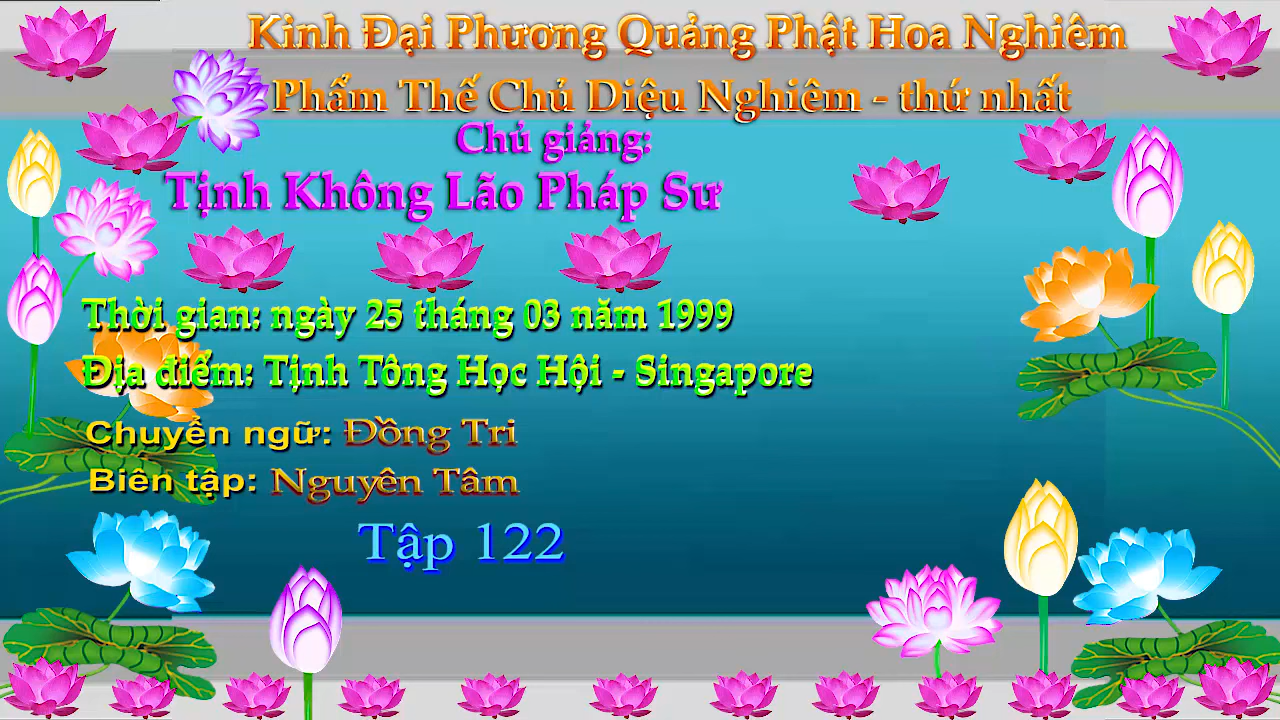 Kinh Đại Phương Quảng Phật Hoa Nghiêm
Phẩm Thế Chủ Diệu Nghiêm - thứ nhất
Chủ giảng:
Tịnh Không Lão Pháp Sư
Thời gian: ngày 25 tháng 03 năm 1999
Địa điểm: Tịnh Tông Học Hội - Singapore
Chuyển ngữ: Đồng Tri
Biên tập: Nguyên Tâm
Tập 122